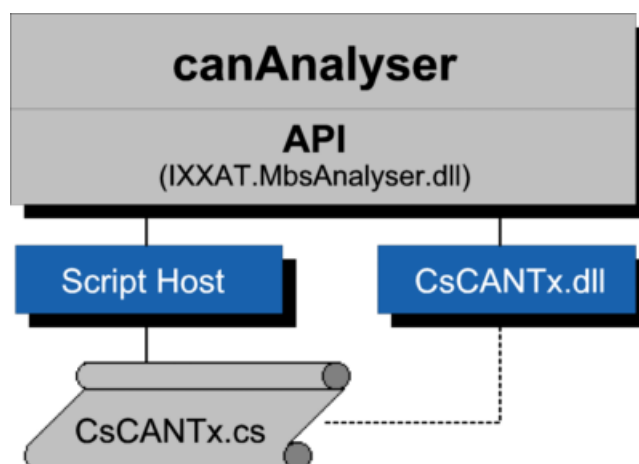 canAnalyser
API
(IXXAT.MbsAnalyser.dll)
Script Host
CsCANTx.dll
CsCANTx.cs